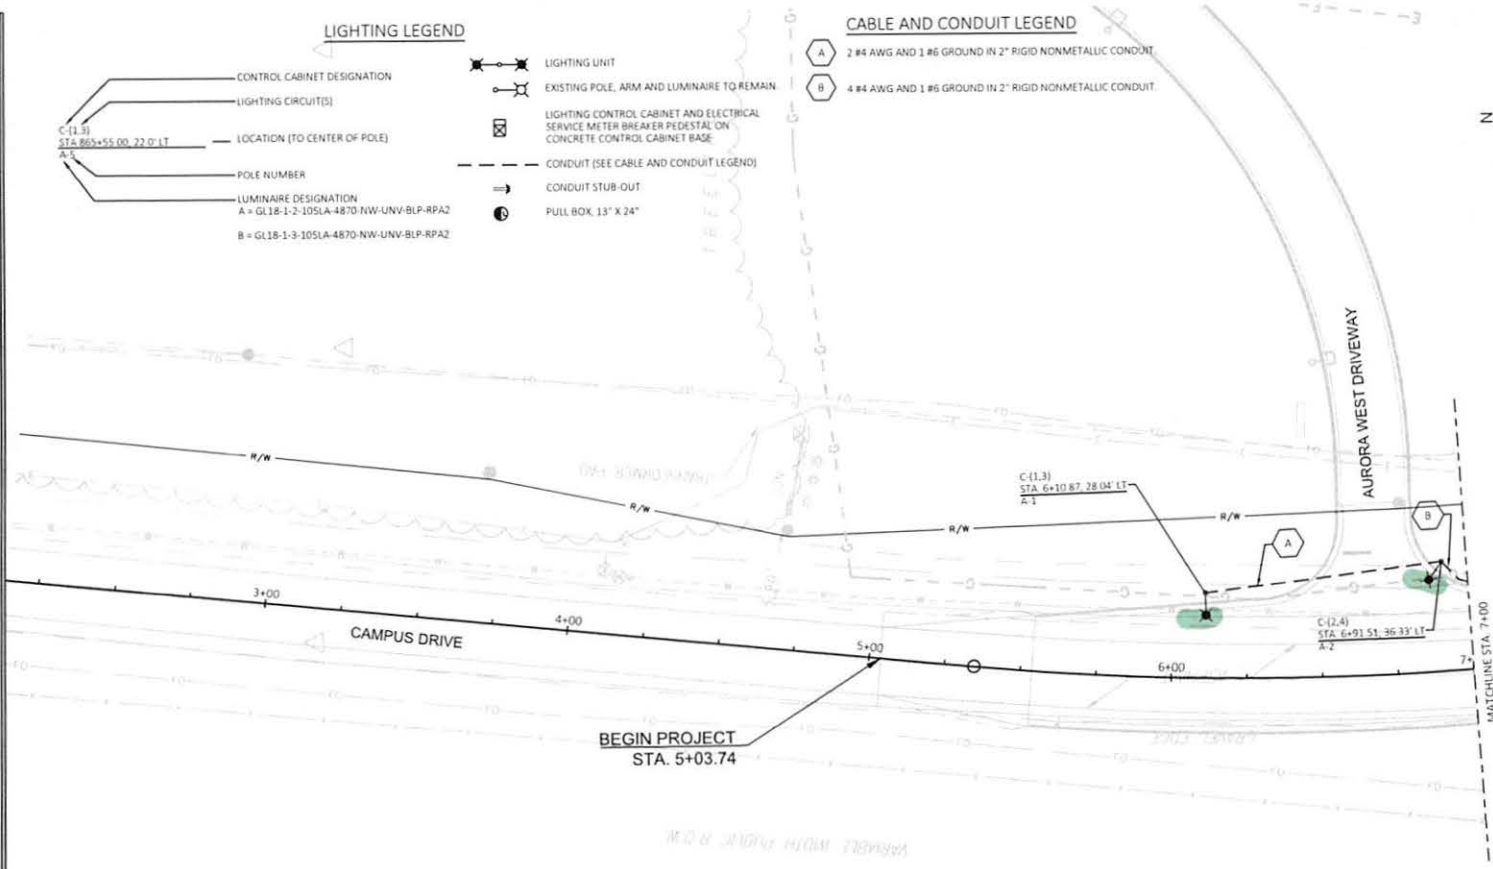 LIGHTING LEGEND
CONTROL CABINET DESIGNATION
LIGHTING CIRCUIT(S)
C-(1,3)
STA 865+55.00, 22.0' LT
A-5
LOCATION (TO CENTER OF POLE)
POLE NUMBER
LUMINAIRE DESIGNATION
A = GL18-1-2-10SLA-4870-NW-UNV-BLP-RPA2
B = GL18-1-3-10SLA-4870-NW-UNV-BLP-RPA2
LIGHTING UNIT
EXISTING POLE, ARM AND LUMINAIRE TO REMAIN.
LIGHTING CONTROL CABINET AND ELECTRICAL
SERVICE METER BREAKER PEDESTAL ON
CONCRETE CONTROL CABINET BASE
CONDUIT (SEE CABLE AND CONDUIT LEGEND)
CONDUIT STUB-OUT
PULL BOX, 13" X 24"
CABLE AND CONDUIT LEGEND
A
2 #4 AWG AND 1 #6 GROUND IN 2" RIGID NONMETALLIC CONDUIT.
B
4 #4 AWG AND 1 #6 GROUND IN 2" RIGID NONMETALLIC CONDUIT.
N
AURORA WEST DRIVEWAY
R/W
R/W
R/W
R/W
C-(1,3)
STA. 6+10.87, 28.04' LT
A-1
A
B
C-(2,4)
STA. 6+91.51, 36.33' LT
A-2
3+00
4+00
5+00
6+00
7+
CAMPUS DRIVE
BEGIN PROJECT
STA. 5+03.74
MATCHLINE STA. 7+00
GRAVEL EDGE
VARIABLE WIDTH PUBLIC R.O.W.